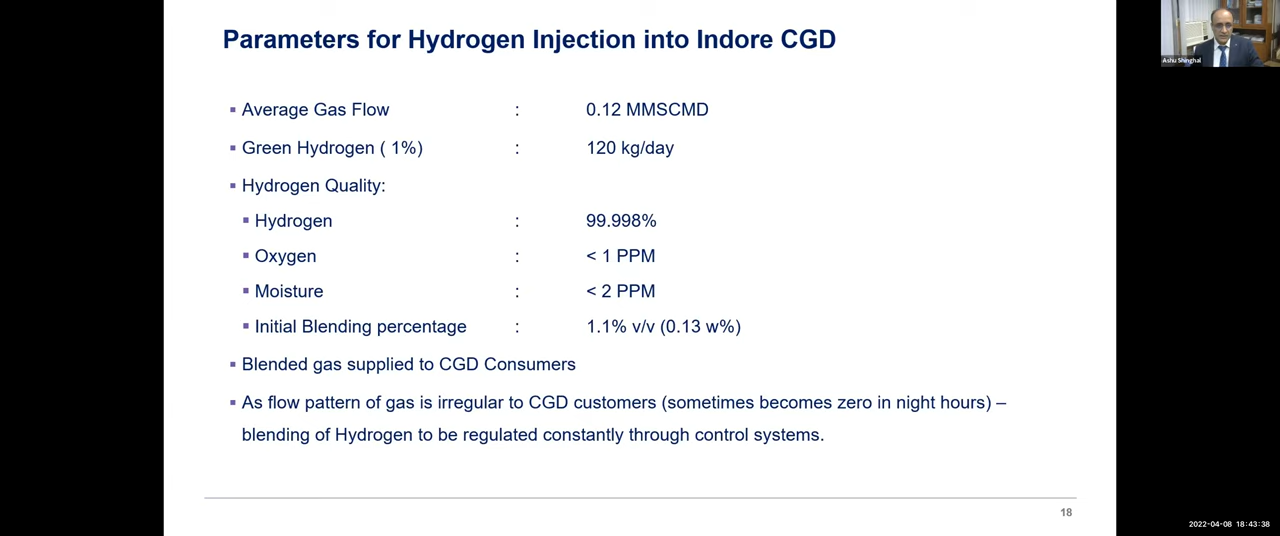 Parameters for Hydrogen Injection into Indore CGD
Ashu Shinghal
▪ Average Gas Flow : 0.12 MMSCMD
▪ Green Hydrogen ( 1%) : 120 kg/day
▪ Hydrogen Quality:
▪ Hydrogen : 99.998%
▪ Oxygen : < 1 PPM
▪ Moisture : < 2 PPM
▪ Initial Blending percentage : 1.1% v/v (0.13 w%)
▪ Blended gas supplied to CGD Consumers
▪ As flow pattern of gas is irregular to CGD customers (sometimes becomes zero in night hours) –
blending of Hydrogen to be regulated constantly through control systems.
18
2022-04-08 18:43:38